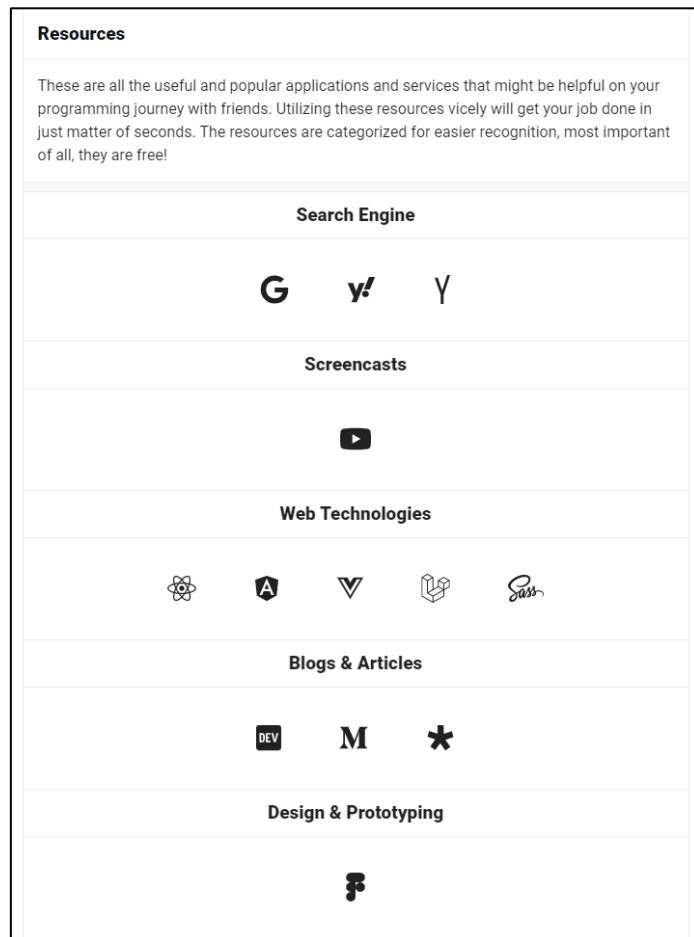 Resources
These are all the useful and popular applications and services that might be helpful on your
programming journey with friends. Utilizing these resources vicely will get your job done in
just matter of seconds. The resources are categorized for easier recognition, most important
of all, they are free!
Search Engine
G y! Y
Screencasts
Web Technologies
A Sass
Blogs & Articles
DEV M
Design & Prototyping